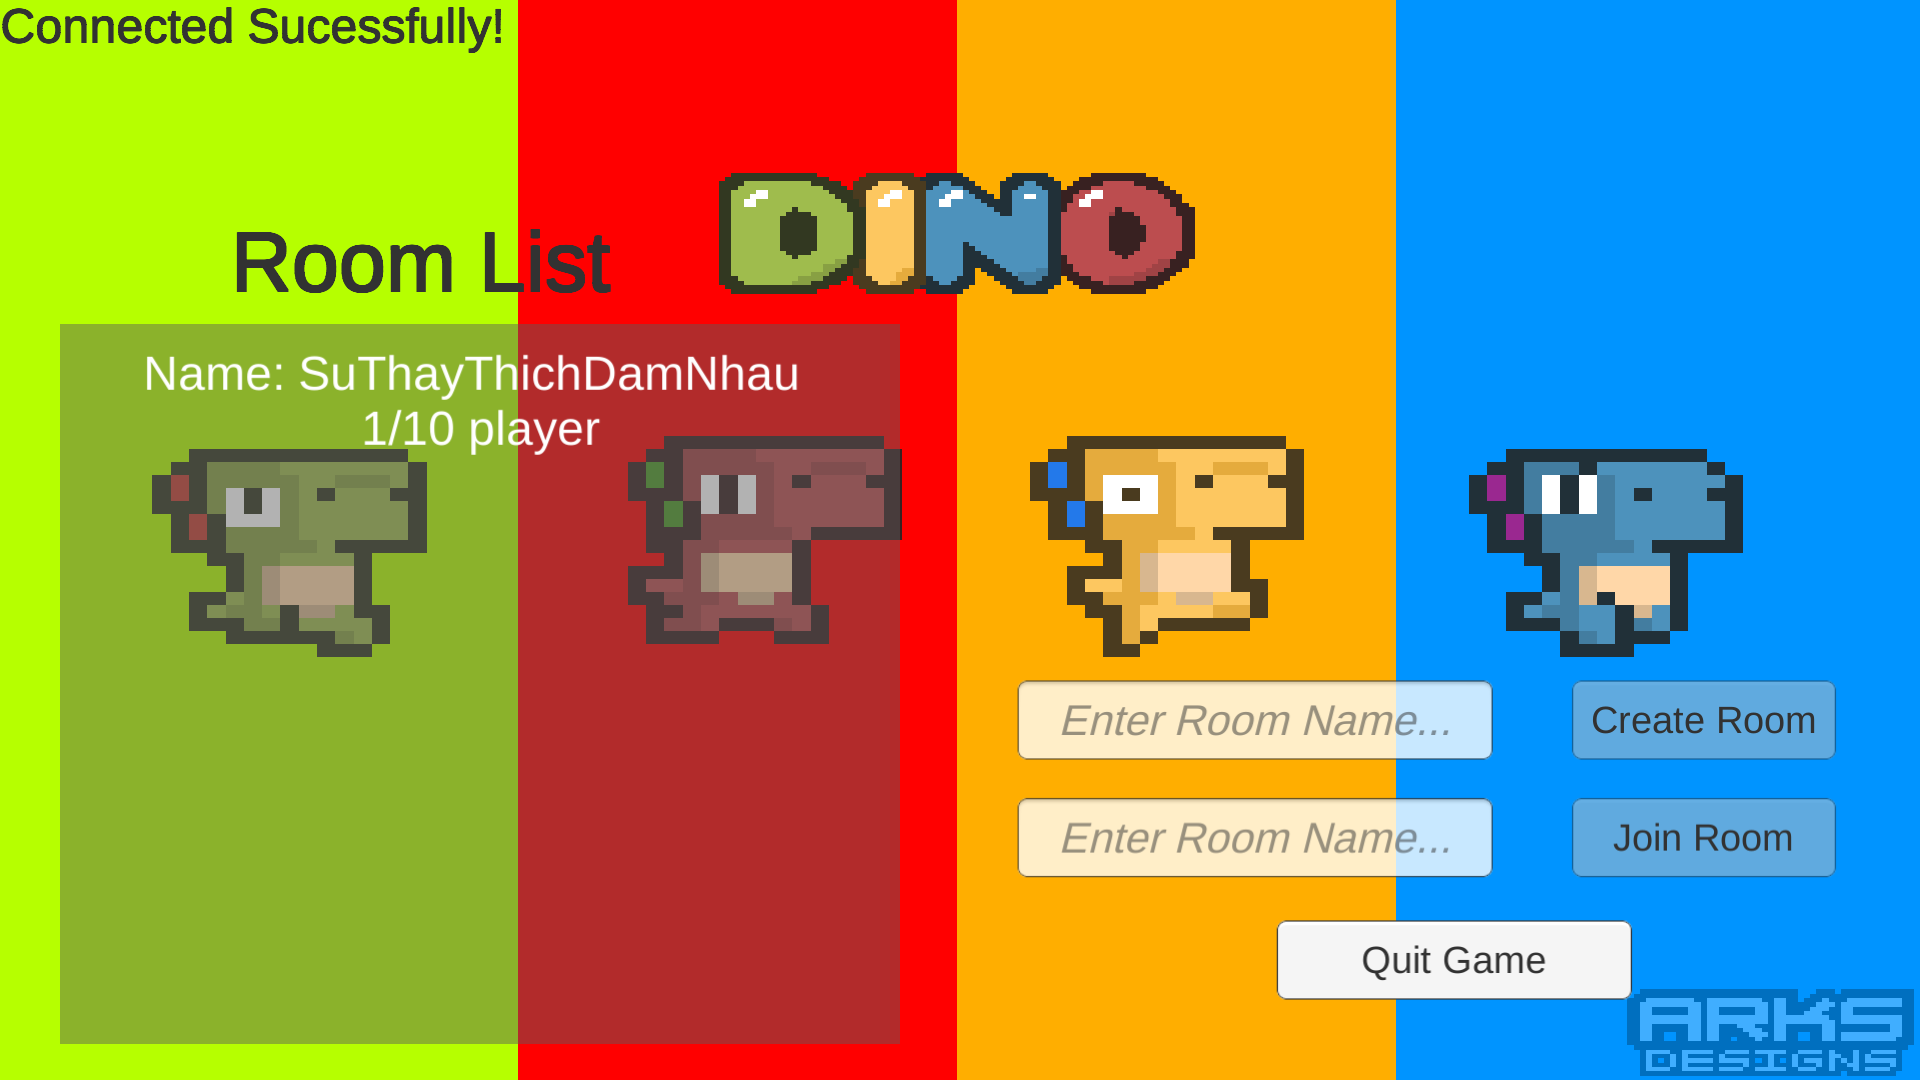 Connected Sucessfully!
DINO
Room List
Name: SuThayThichDamNhau
1/10 player
Enter Room Name...
Create Room
Enter Room Name...
Join Room
Quit Game
ARKS
DESIGNS